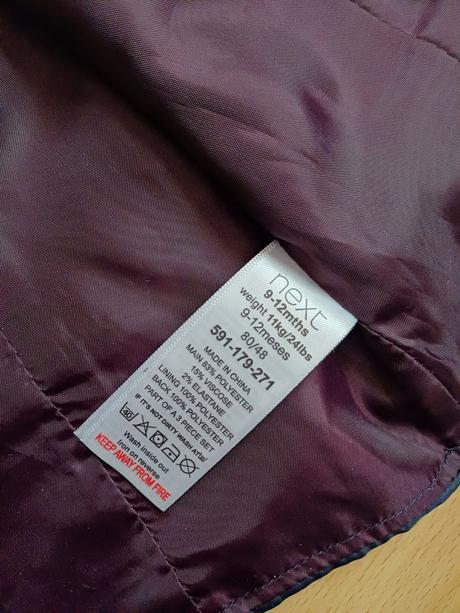 next
9-12mths
weight 11kg/24lbs
9-12meses
80/48
591-179-271
MADE IN CHINA
MAIN 83% POLYESTER
15% VISCOSE
2% ELASTANE
LINING 100% POLYESTER
BACK 100% POLYESTER
PART OF A 3 PIECE SET
IF IT'S NOT DIRTY WASH AT
Wash inside out
Iron on reverse
KEEP AWAY FROM FIRE